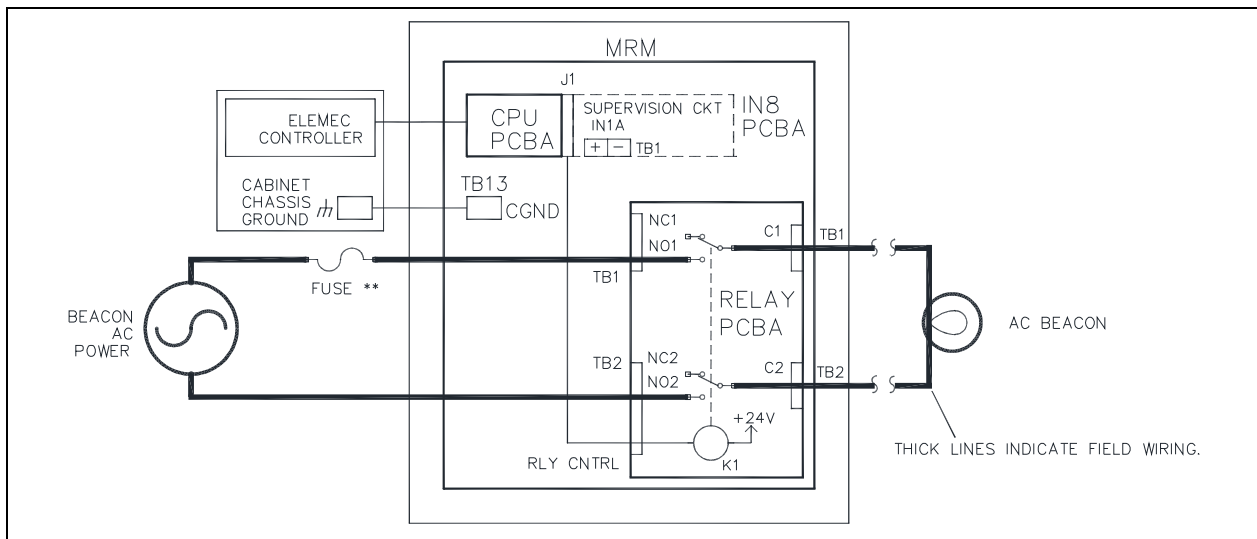 MRM
J1
ELEMEC
CONTROLLER
CPU
PCBA
SUPERVISION CKT
IN1A
+ -
TB1
IN8
PCBA
CABINET
CHASSIS
GROUND
TB13
CGND
NC1
NO1
TB1
C1
TB1
FUSE **
BEACON
AC
POWER
RELAY
PCBA
AC BEACON
TB2
NC2
NO2
C2
TB2
+24V
K1
RLY CNTRL
THICK LINES INDICATE FIELD WIRING.